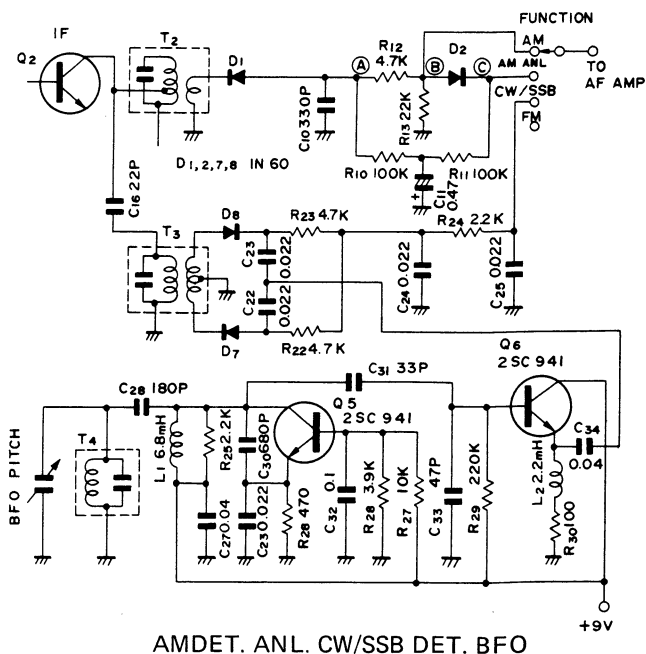 FUNCTION
IF
T2
R12
4.7K
D2
AM
AM ANL
TO
AF AMP
Q2
D1
A
B
C
CW/SSB
FM
C10 330P
R13 22K
D1,2,7,8 IN 60
R10 100K
R11 100K
C11
0.47
+
C16 22P
T3
D8
R23 4.7K
R24 2.2K
C23
0.022
C22
0.022
C24
0.022
C25
0.022
D7
R22 4.7K
Q6
2SC 941
C31 33P
C28 180P
Q5
2SC 941
T4
BFO PITCH
L1 6.8mH
R25 2.2K
C30 680P
C34
0.04
L2 2.2mH
C27 0.04
C23 0.022
R28 470
C32
0.1
R28
3.9K
R27
10K
C33
47P
R29
220K
R30 100
+9V
AMDET. ANL. CW/SSB DET. BFO